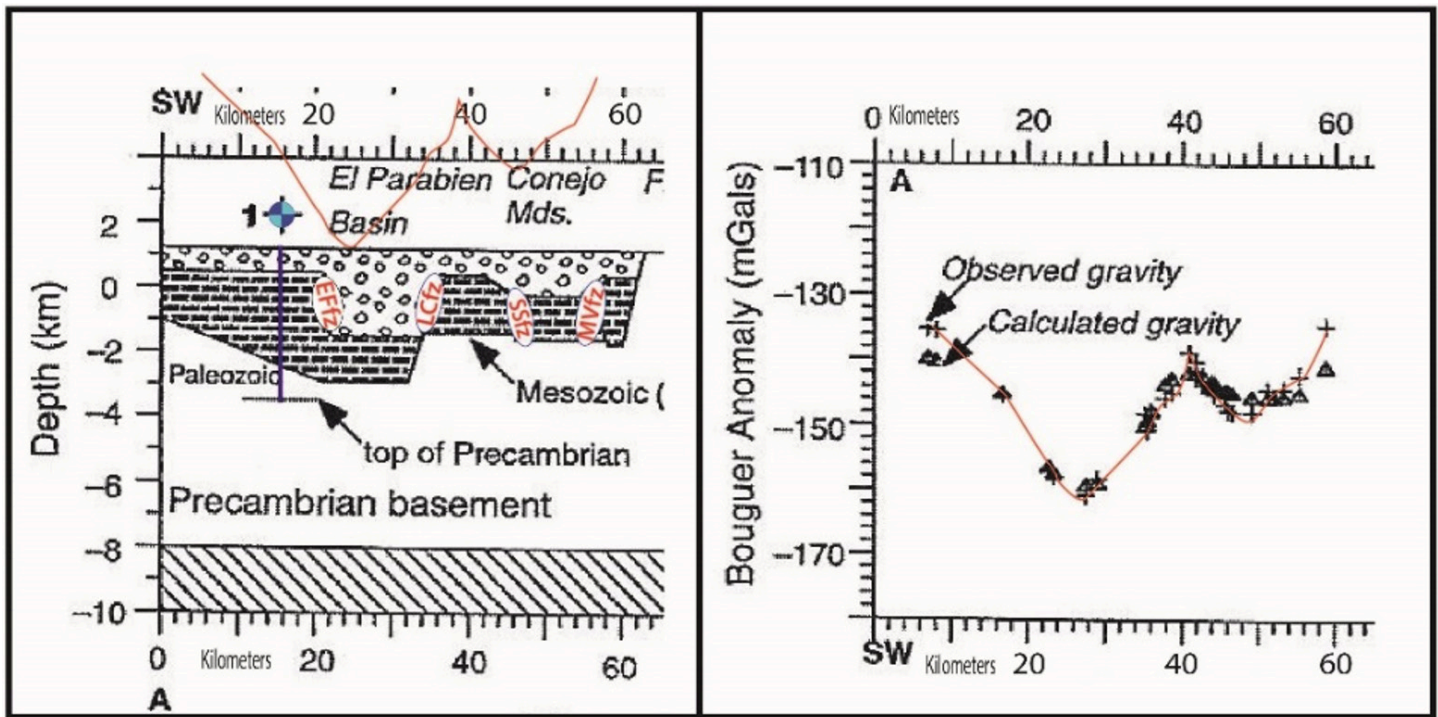 SW Kilometers 20 40 60
El Parabien Conejo F
1 Basin Mds.
2
0
-2
-4
-6
-8
-10
Depth (km)
EFfz LCfz SSfz MVfz
Paleozoic
Mesozoic (
top of Precambrian
Precambrian basement
0 Kilometers 20 40 60
A
0 Kilometers 20 40 60
-110
-130
-150
-170
Bouguer Anomaly (mGals)
A
Observed gravity
Calculated gravity
SW Kilometers 20 40 60